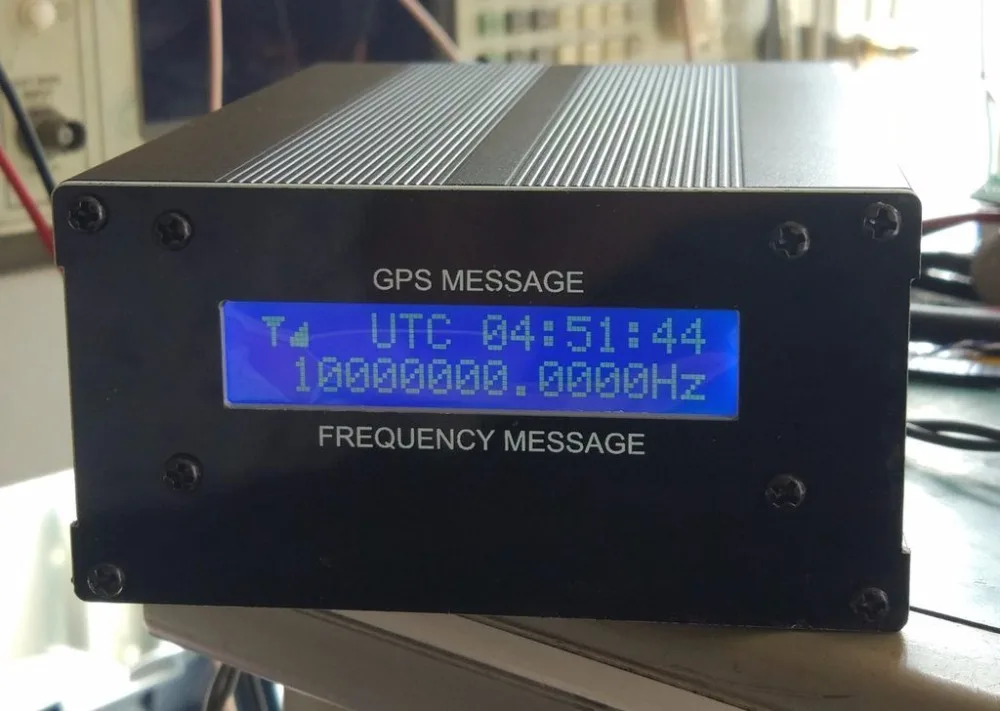 GPS MESSAGE
UTC 04:51:44
10000000.0000Hz
FREQUENCY MESSAGE